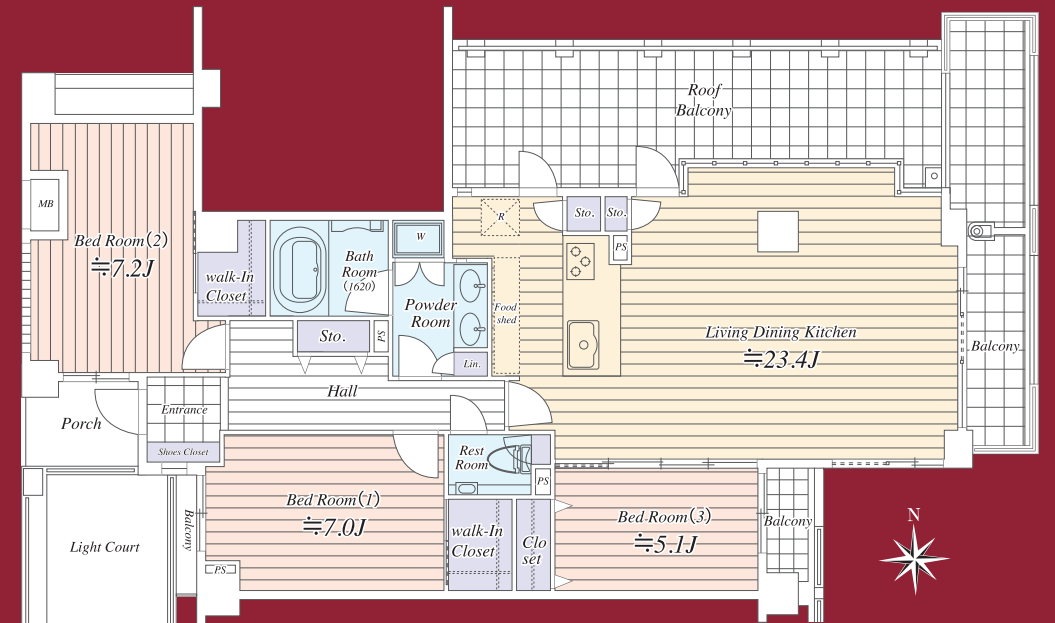 Roof
Balcony
MB
Bed Room(2)
≒7.2J
walk-In
Closet
Bath
Room
(1620)
W
R
Sto.
Sto.
PS
Powder
Room
Food
shed
Sto.
PS
Lin.
Living Dining Kitchen
≒23.4J
Balcony
Hall
Entrance
Porch
Shoes Closet
Rest
Room
PS
Bed Room(1)
≒7.0J
Balcony
Light Court
PS
walk-In
Closet
Clo
set
Bed Room(3)
≒5.1J
Balcony
N